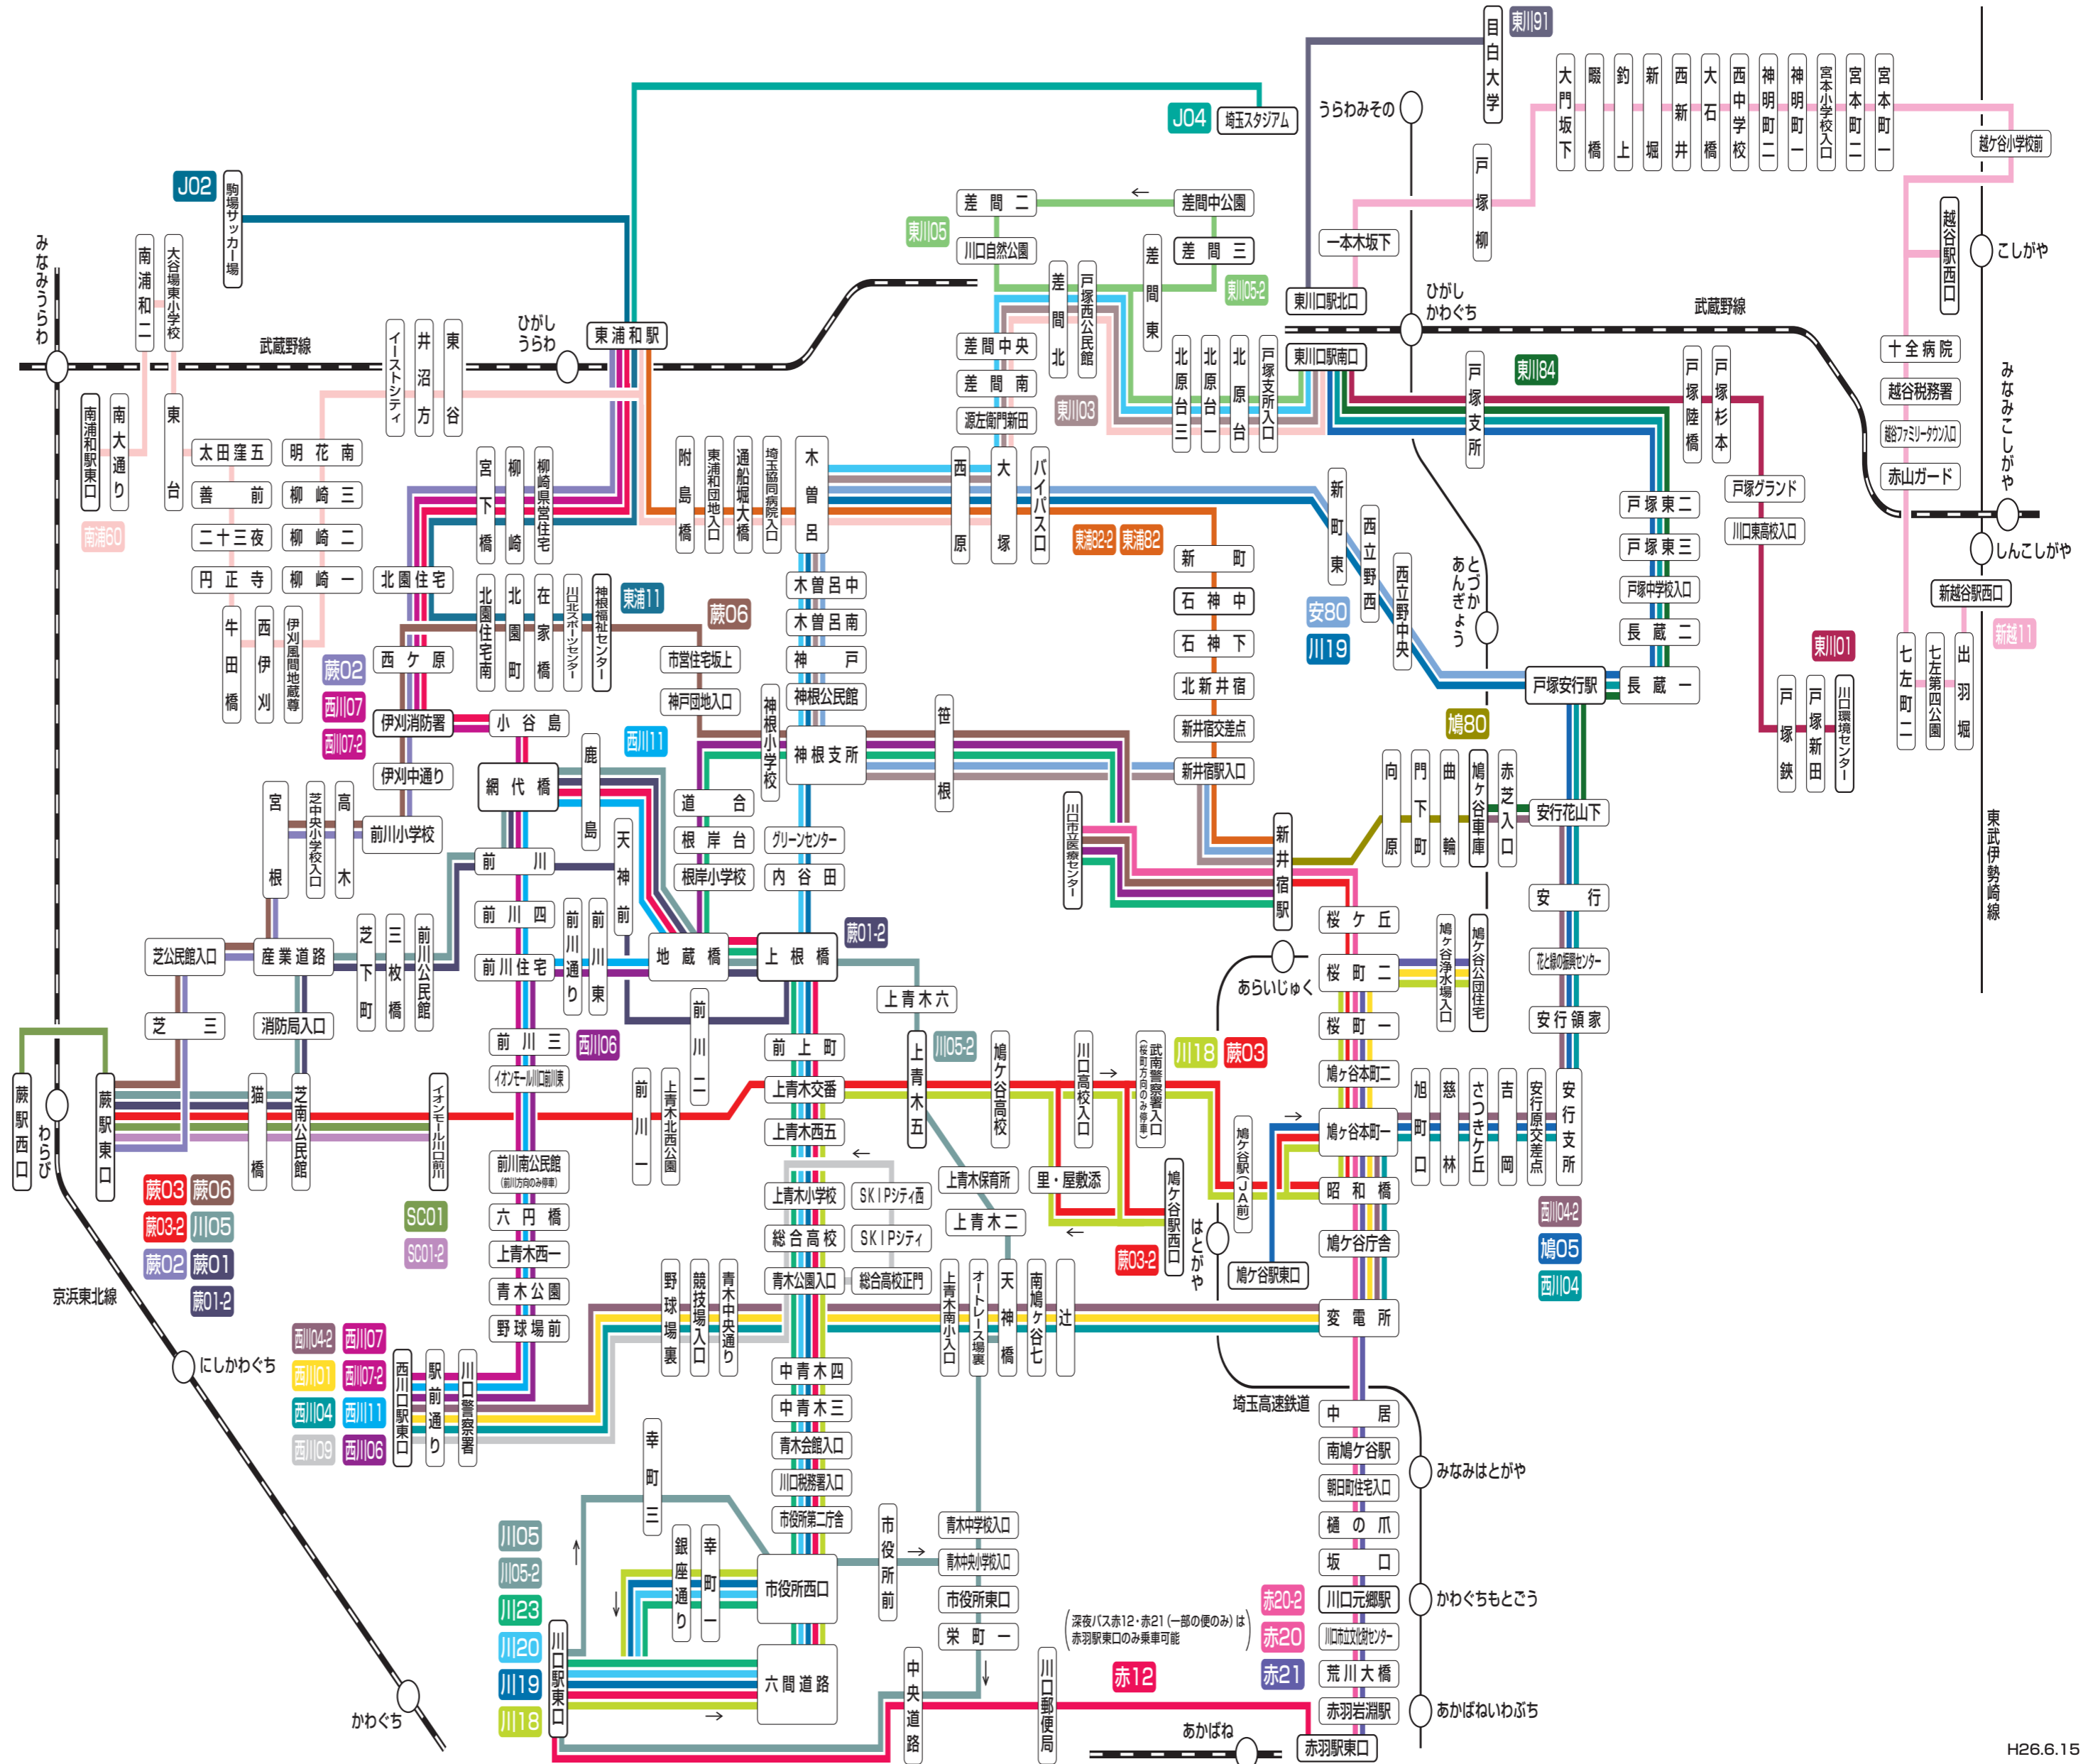 目白大学
東川91
大門坂下
畷橋
釣上
新堀
西新井
大石橋
西中学校
神明町二
神明町一
宮本小学校入口
宮本町二
宮本町一
J04
埼玉スタジアム
うらわみその
越ケ谷小学校前
戸塚柳
J02
駒場サッカー場
差間二
差間中公園
東川05
川口自然公園
差間三
差間東
東川05-2
一本木坂下
越谷駅西口
こしがや
みなみうらわ
南浦和二
大谷場東小学校
差間北
戸塚西公民館
東川口駅北口
ひがし
かわぐち
武蔵野線
武蔵野線
イーストシティ
井沼方
東谷
ひがし
うらわ
東浦和駅
差間中央
差間南
源左衛門新田
東川03
北原台三
北原台一
北原台
戸塚支所入口
東川口駅南口
戸塚支所
東川84
戸塚陸橋
戸塚杉本
十全病院
越谷税務署
越谷ファミリータウン入口
赤山ガード
みなみこしがや
南浦和駅東口
南大通り
東台
南浦60
太田窪五
善前
二十三夜
円正寺
明花南
柳崎三
柳崎二
柳崎一
宮下橋
柳崎
柳崎県営住宅
附島橋
東浦和団地入口
通船堀大橋
埼玉協同病院入口
木曽呂
西原
大塚
バイパス口
東浦82-2
東浦82
新町東
西立野西
西立野中央
とづか
あんぎょう
戸塚グランド
川口東高校入口
戸塚東二
戸塚東三
戸塚中学校入口
長蔵二
長蔵一
しんこしがや
新越谷駅西口
新越11
新町
石神中
石神下
北新井宿
新井宿交差点
新井宿駅入口
北園住宅
北園住宅南
北園町
在家橋
川口北スポーツセンター
神根福祉センター
東浦11
蕨06
木曽呂中
木曽呂南
神戸
神根公民館
神根支所
安80
川19
牛田橋
西伊刈
伊刈風間地蔵尊
蕨02
西川07
西川07-2
西ケ原
伊刈消防署
小谷島
市営住宅坂上
神戸団地入口
神根小学校
笹根
戸塚安行駅
東川01
戸塚鋏
戸塚新田
川口環境センター
七左町二
七左第四公園
出羽堀
鳩80
伊刈中通り
網代橋
鹿島
西川11
宮根
芝中央小学校入口
高木
前川小学校
天神前
道合
根岸台
根岸小学校
グリーンセンター
内谷田
川口市立医療センター
新井宿駅
向原
門下町
曲輪
鳩ヶ谷車庫
赤芝入口
安行花山下
東武伊勢崎線
前川
前川四
前川住宅
前川通り
前川東
地蔵橋
上根橋
蕨01-2
桜ケ丘
安行
芝公民館入口
産業道路
芝下町
三枚橋
前川公民館
あらいじゅく
桜町二
鳩ヶ谷浄水場入口
鳩ケ谷公団住宅
花と緑の振興センター
上青木六
芝三
消防局入口
前川三
西川06
前川二
前上町
上青木五
川05-2
鳩ケ谷高校
川口高校入口
武南警察署入口
(桜町方向のみ停車)
川18
蕨03
桜町一
安行領家
イオンモール川口前川東
上青木交番
鳩ヶ谷本町二
蕨駅西口
わらび
蕨駅東口
猫橋
芝南公民館
イオンモール川口前川
前川一
上青木北西公園
上青木西五
鳩ヶ谷本町一
旭町口
慈林
さつきケ丘
吉岡
安行原交差点
安行支所
前川南公民館
(前川方向のみ停車)
上青木小学校
SKIPシティ西
上青木保育所
里・屋敷添
鳩ケ谷駅西口
鳩ケ谷駅(JA前)
昭和橋
蕨03
蕨06
蕨03-2
川05
蕨02
蕨01
蕨01-2
SC01
SC01-2
六円橋
上青木西一
青木公園
野球場前
総合高校
SKIPシティ
上青木二
鳩ケ谷庁舎
西川04-2
鳩05
西川04
はとがや
蕨03-2
鳩ケ谷駅東口
京浜東北線
青木公園入口
総合高校正門
野球場裏
競技場入口
青木中央通り
上青木南小入口
オートレース場裏
天神橋
南鳩ヶ谷七
辻
変電所
にしかわぐち
西川04-2
西川07
西川01
西川07-2
西川04
西川11
西川09
西川06
西川口駅東口
駅前通り
川口警察署
中青木四
中青木三
青木会館入口
川口税務署入口
市役所第二庁舎
埼玉高速鉄道
中居
南鳩ケ谷駅
みなみはとがや
朝日町住宅入口
樋の爪
坂口
川口元郷駅
かわぐちもとごう
川口市立文化財センター
荒川大橋
赤羽岩淵駅
あかばねいわぶち
赤羽駅東口
幸町三
川05
川05-2
川23
川20
川19
川18
銀座通り
幸町一
市役所西口
市役所前
青木中学校入口
青木中央小学校入口
市役所東口
栄町一
(深夜バス赤12・赤21(一部の便のみ)は
赤羽駅東口のみ乗車可能)
赤20-2
赤20
赤21
赤12
川口駅東口
六間道路
中央道路
川口郵便局
かわぐち
あかばね
H26.6.15